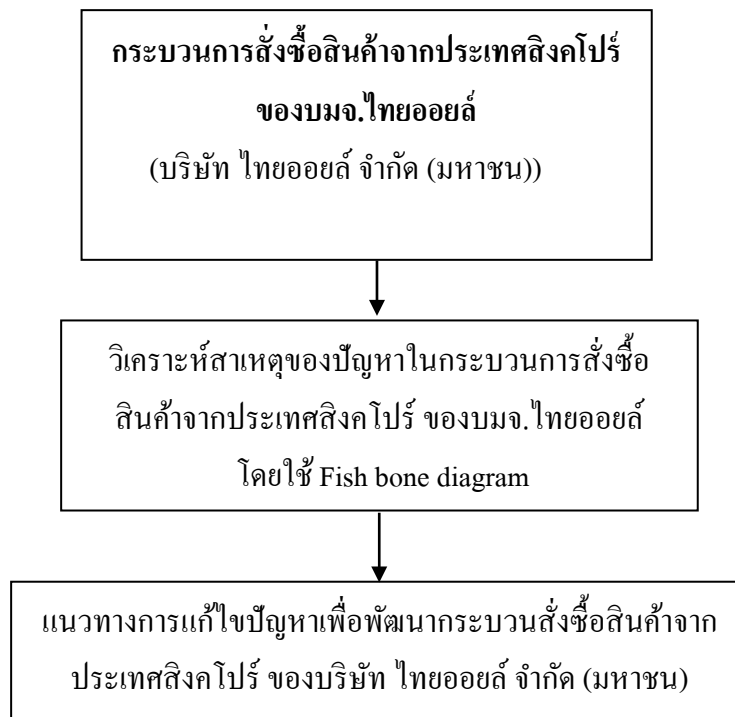 กระบวนการสั่งซื้อสินค้าจากประเทศสิงคโปร์
ของบมจ.ไทยออยล์
(บริษัท ไทยออยล์ จำกัด (มหาชน))
วิเคราะห์สาเหตุของปัญหาในกระบวนการสั่งซื้อ
สินค้าจากประเทศสิงคโปร์ ของบมจ.ไทยออยล์
โดยใช้ Fish bone diagram
แนวทางการแก้ไขปัญหาเพื่อพัฒนากระบวนสั่งซื้อสินค้าจาก
ประเทศสิงคโปร์ ของบริษัท ไทยออยล์ จำกัด (มหาชน)